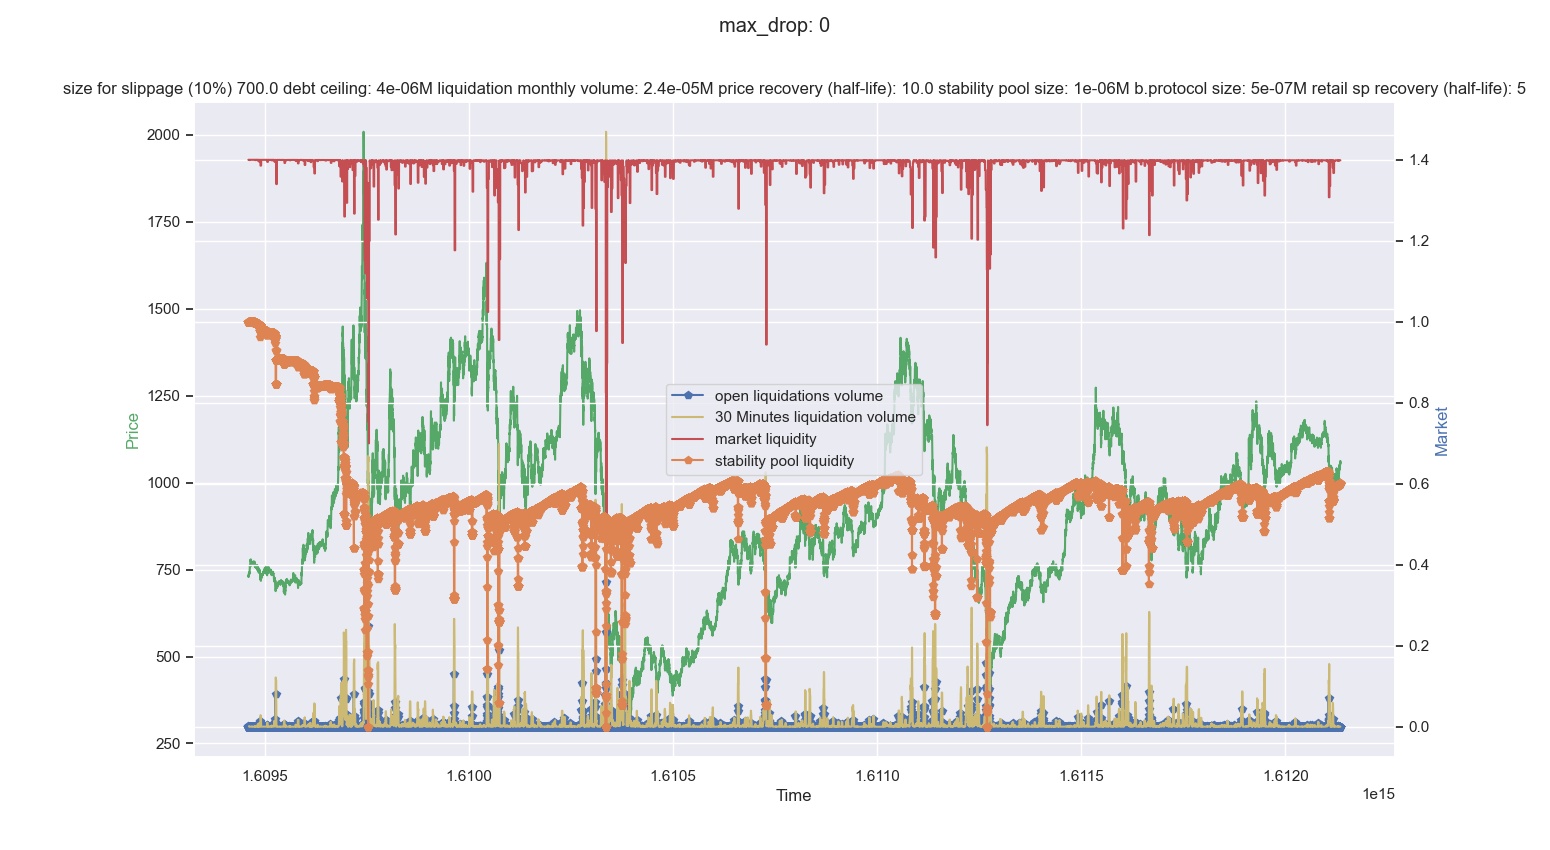 max_drop: 0
size for slippage (10%) 700.0 debt ceiling: 4e-06M liquidation monthly volume: 2.4e-05M price recovery (half-life): 10.0 stability pool size: 1e-06M b.protocol size: 5e-07M retail sp recovery (half-life): 5
2000
1750
1500
1250
1000
750
500
250
Price
1.4
1.2
1.0
0.8
0.6
0.4
0.2
0.0
Market
open liquidations volume
30 Minutes liquidation volume
market liquidity
stability pool liquidity
1.6095
1.6100
1.6105
1.6110
1.6115
1.6120
Time
1e15